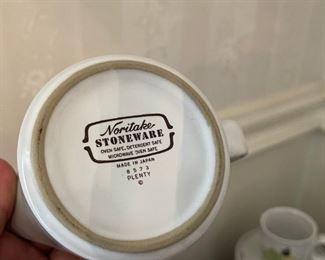 Noritake
STONEWARE
OVEN SAFE, DETERGENT SAFE
MICROWAVE OVEN SAFE
MADE IN JAPAN
8573
PLENTY
©